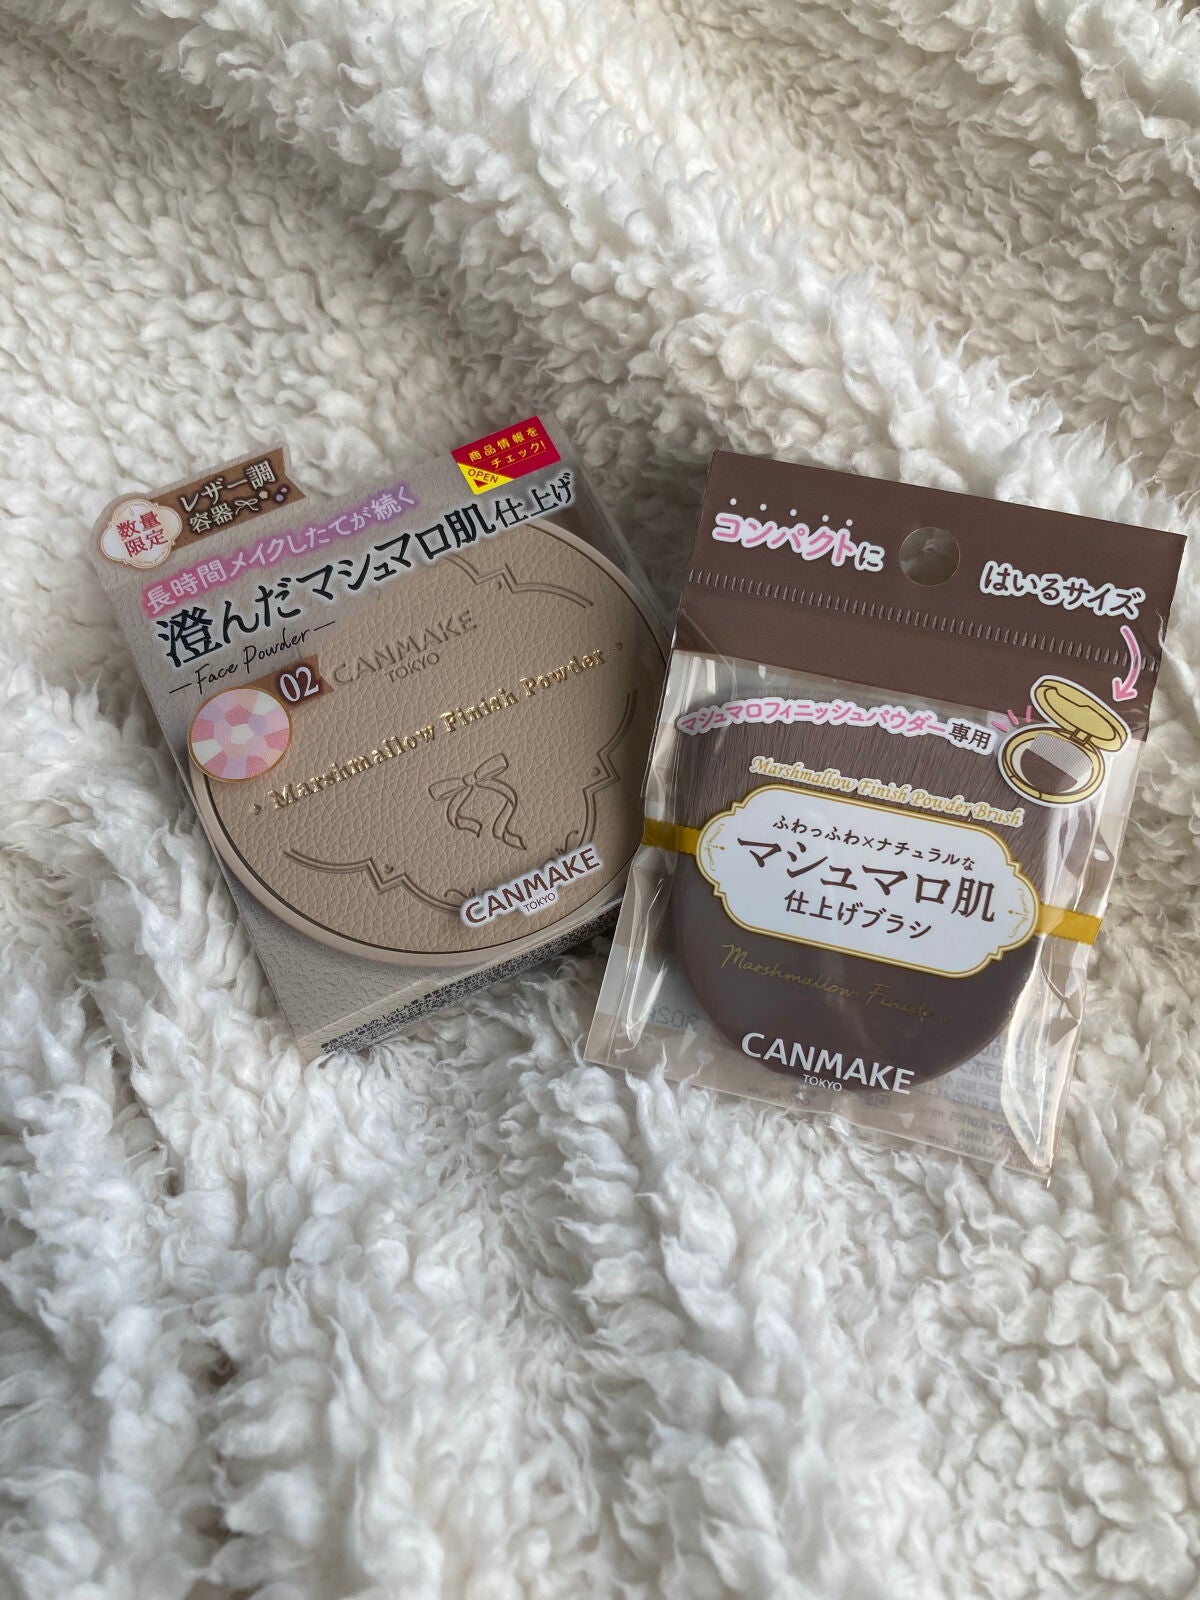 商品情報を
チェック!
OPEN
数量
限定
レザー調
容器
長時間メイクしたてが続く
澄んだマシュマロ肌仕上げ
Face Powder
02
CANMAKE
TOKYO
Marshmallow Finish Powder
CANMAKE
TOKYO
コンパクトに
はいるサイズ
マシュマロフィニッシュパウダー専用
Marshmallow Finish Powder Brush
ふわっふわ×ナチュラルな
マシュマロ肌
仕上げブラシ
Marshmallow Finish
CANMAKE
TOKYO